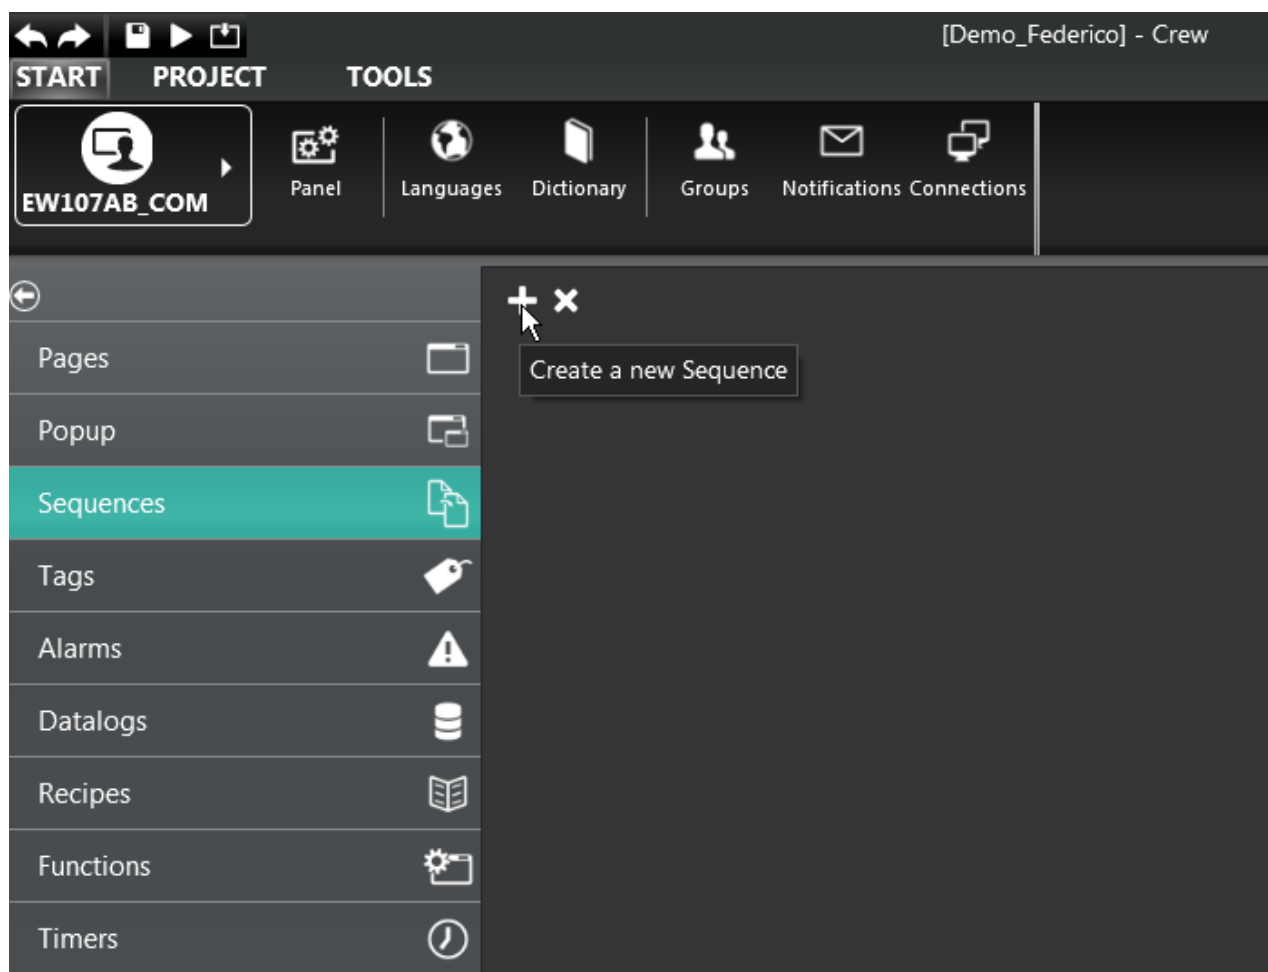 [Demo_Federico] - Crew
START PROJECT TOOLS
EW107AB_COM
Panel Languages Dictionary Groups Notifications Connections
Create a new Sequence
Pages
Popup
Sequences
Tags
Alarms
Datalogs
Recipes
Functions
Timers